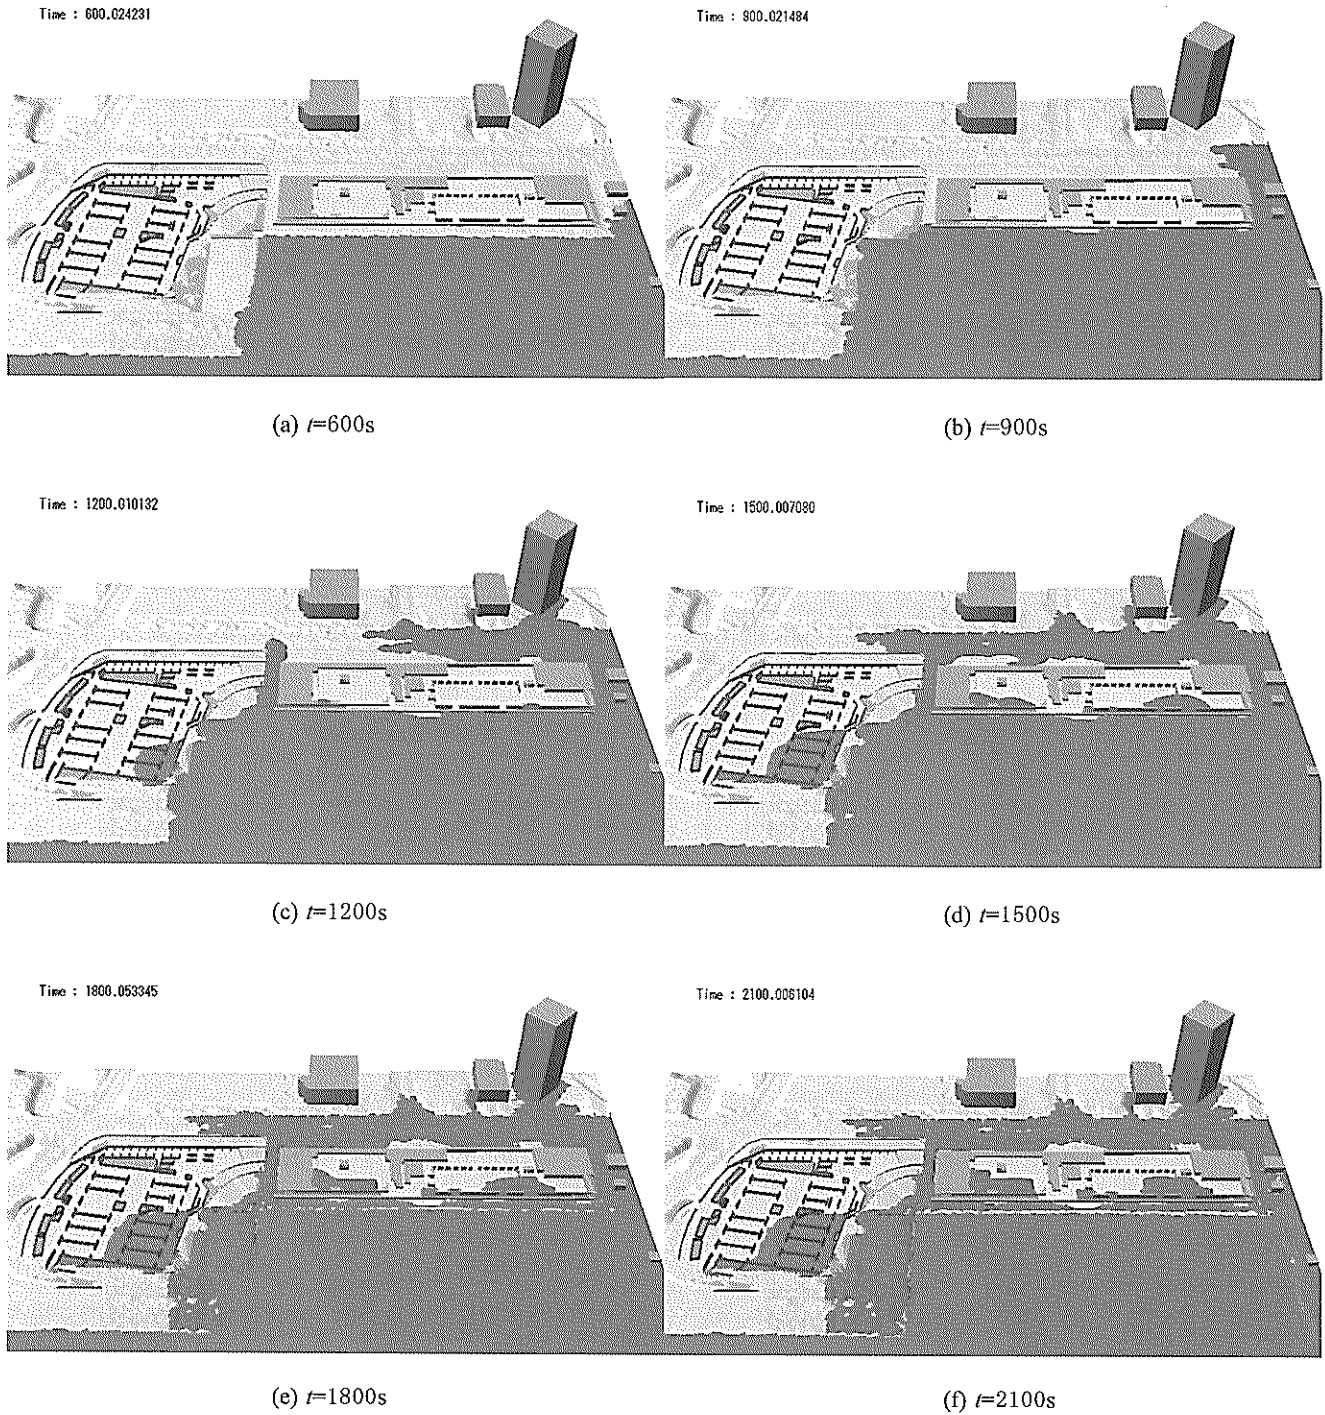 Time : 600.024231
Time : 900.021484
(a) t=600s
(b) t=900s
Time : 1200.010132
Time : 1500.007080
(c) t=1200s
(d) t=1500s
Time : 1800.053345
Time : 2100.006104
(e) t=1800s
(f) t=2100s